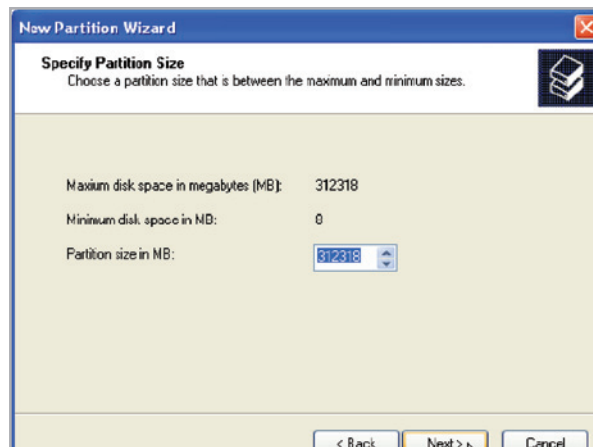 New Partition Wizard
Specify Partition Size
Choose a partition size that is between the maximum and minimum sizes.
Maxium disk space in megabytes (MB): 312318
Minimum disk space in MB: 0
Partition size in MB: 312318
< Back Next > Cancel